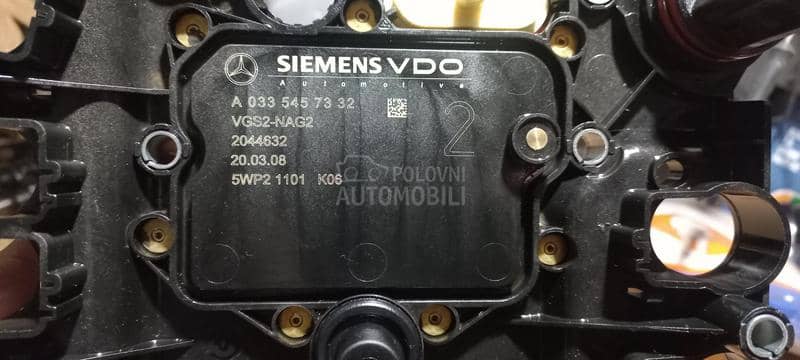 SIEMENS VDO
Automotive
A 033 545 73 32
VGS2-NAG2
2044632
20.03.08
5WP2 1101 K06
2
POLOVNI
AUTOMOBILI